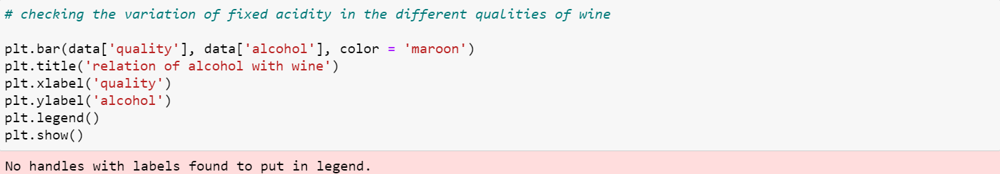 # checking the variation of fixed acidity in the different qualities of wine
plt.bar(data['quality'], data['alcohol'], color = 'maroon')
plt.title('relation of alcohol with wine')
plt.xlabel('quality')
plt.ylabel('alcohol')
plt.legend()
plt.show()
No handles with labels found to put in legend.